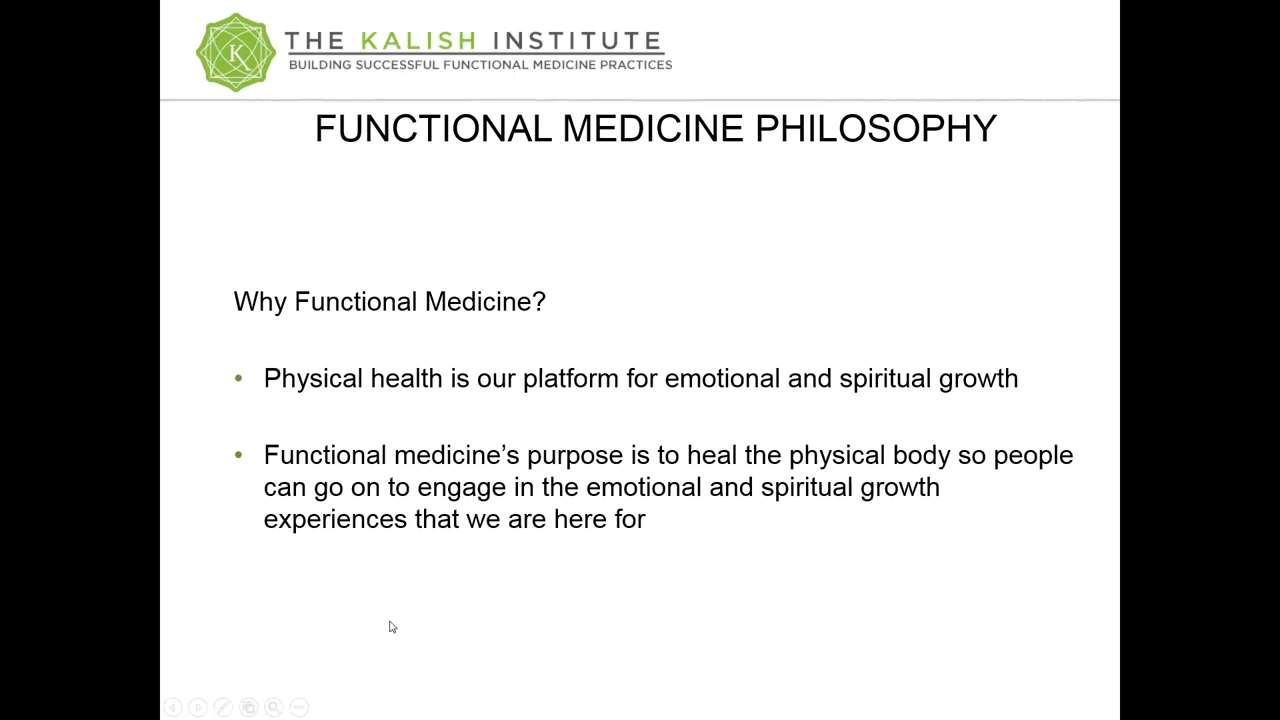 K
THE KALISH INSTITUTE
BUILDING SUCCESSFUL FUNCTIONAL MEDICINE PRACTICES
FUNCTIONAL MEDICINE PHILOSOPHY
Why Functional Medicine?
• Physical health is our platform for emotional and spiritual growth
• Functional medicine’s purpose is to heal the physical body so people
can go on to engage in the emotional and spiritual growth
experiences that we are here for